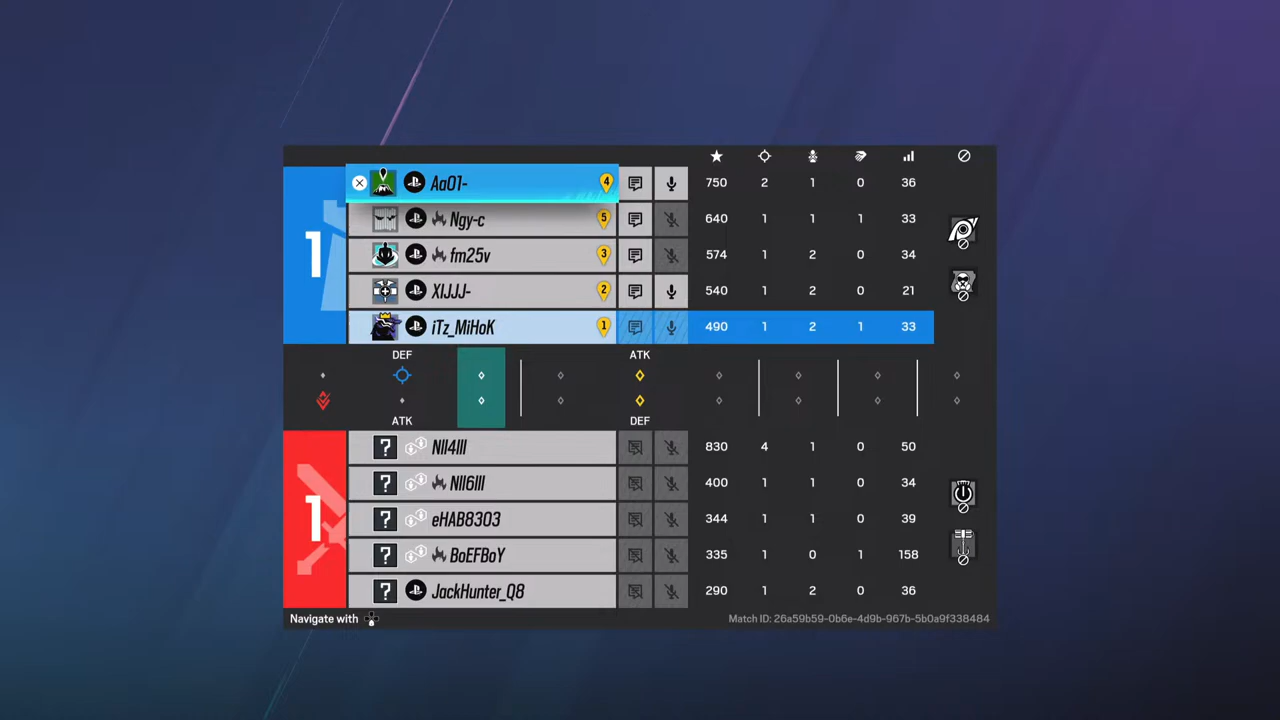 Aa01- 4 750 2 1 0 36
Ngy-c 5 640 1 1 1 33
1
fm25v 3 574 1 2 0 34
XIJJJ- 2 540 1 2 0 21
iTz_MiHoK 1 490 1 2 1 33
DEF ATK
ATK DEF
NII4III 830 4 1 0 50
NII6III 400 1 1 0 34
1
eHAB8303 344 1 1 0 39
BoEFBoY 335 1 0 1 158
JackHunter_Q8 290 1 2 0 36
Navigate with
Match ID: 26a59b59-0b6e-4d9b-967b-5b0a9f338484